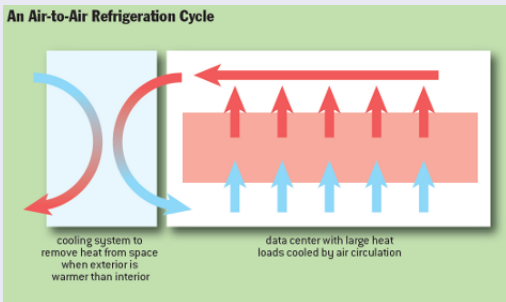 An Air-to-Air Refrigeration Cycle
cooling system to
remove heat from space
when exterior is
warmer than interior
data center with large heat
loads cooled by air circulation